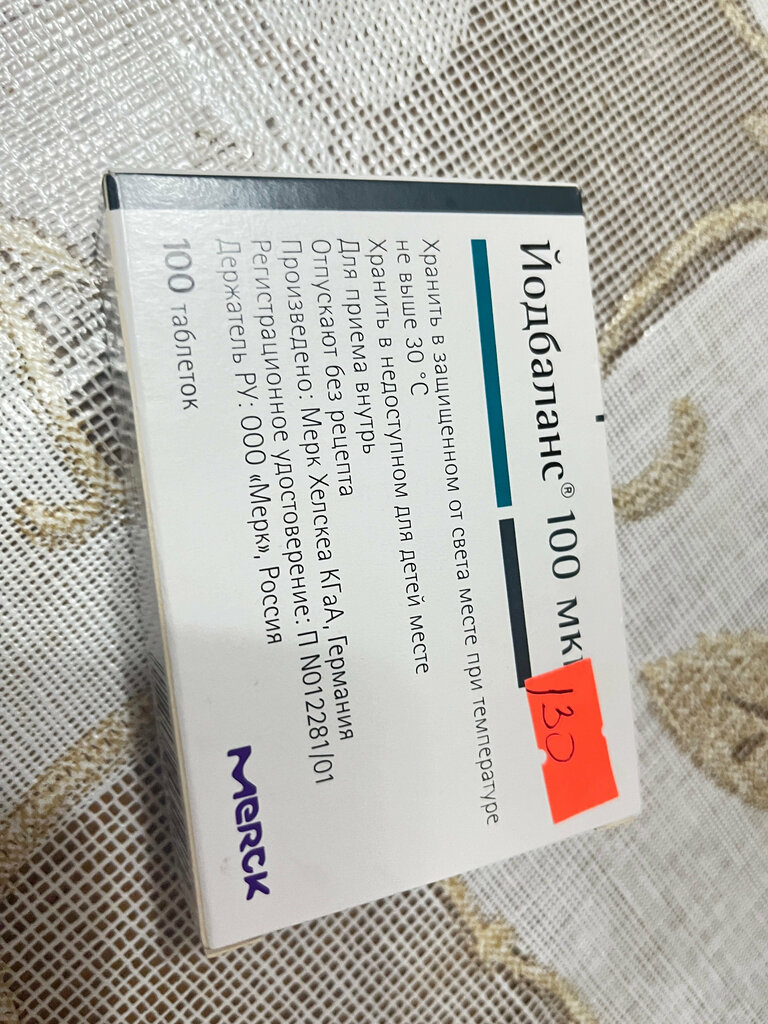 Йодбаланс® 100 мкг
130
Хранить в защищенном от света месте при температуре
не выше 30 °C
Хранить в недоступном для детей месте
Для приема внутрь
Отпускают без рецепта
Произведено: Мерк Хелскеа КГаА, Германия
Регистрационное удостоверение: П N012281/01
Держатель РУ: ООО «Мерк», Россия
100 таблеток
MERCK